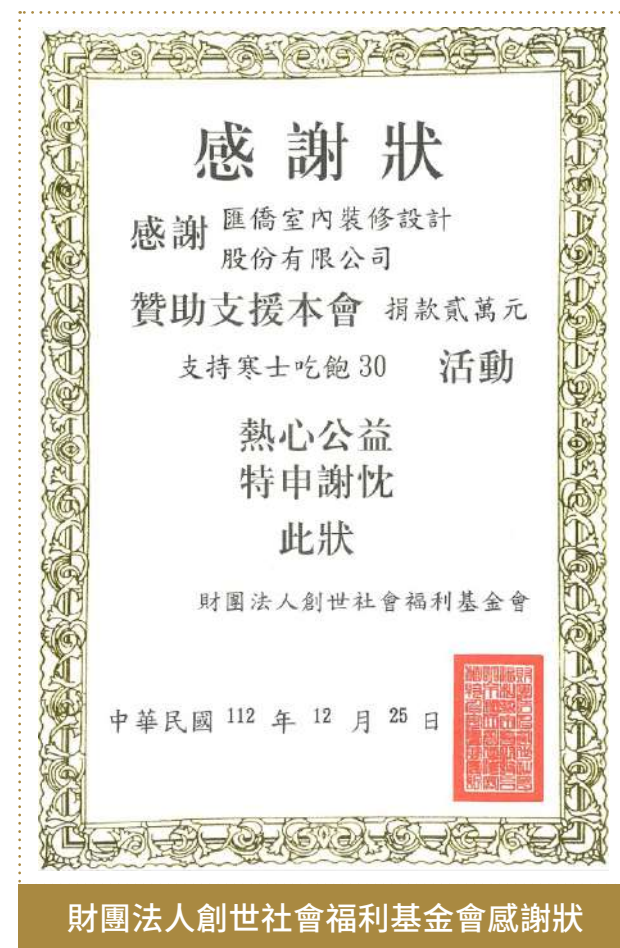 感謝狀
感謝 匯僑室內裝修設計
股份有限公司
贊助支援本會 捐款貳萬元
支持寒士吃飽30 活動
熱心公益
特申謝忱
此狀
財團法人創世社會福利基金會
中華民國 112 年 12 月 25 日
財團法人創世社會福利基金會感謝狀